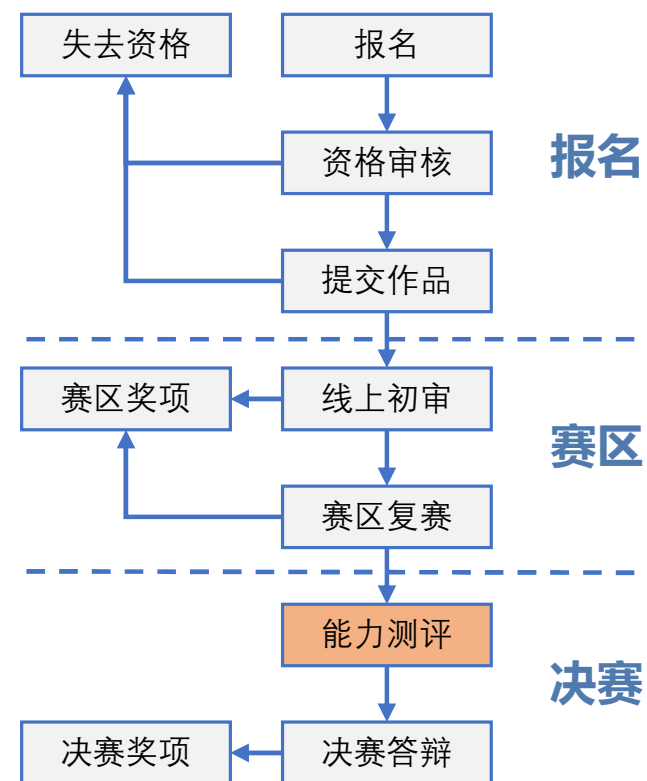 失去资格
报名
资格审核
报名
提交作品
赛区奖项
线上初审
赛区
赛区复赛
能力测评
决赛
决赛奖项
决赛答辩